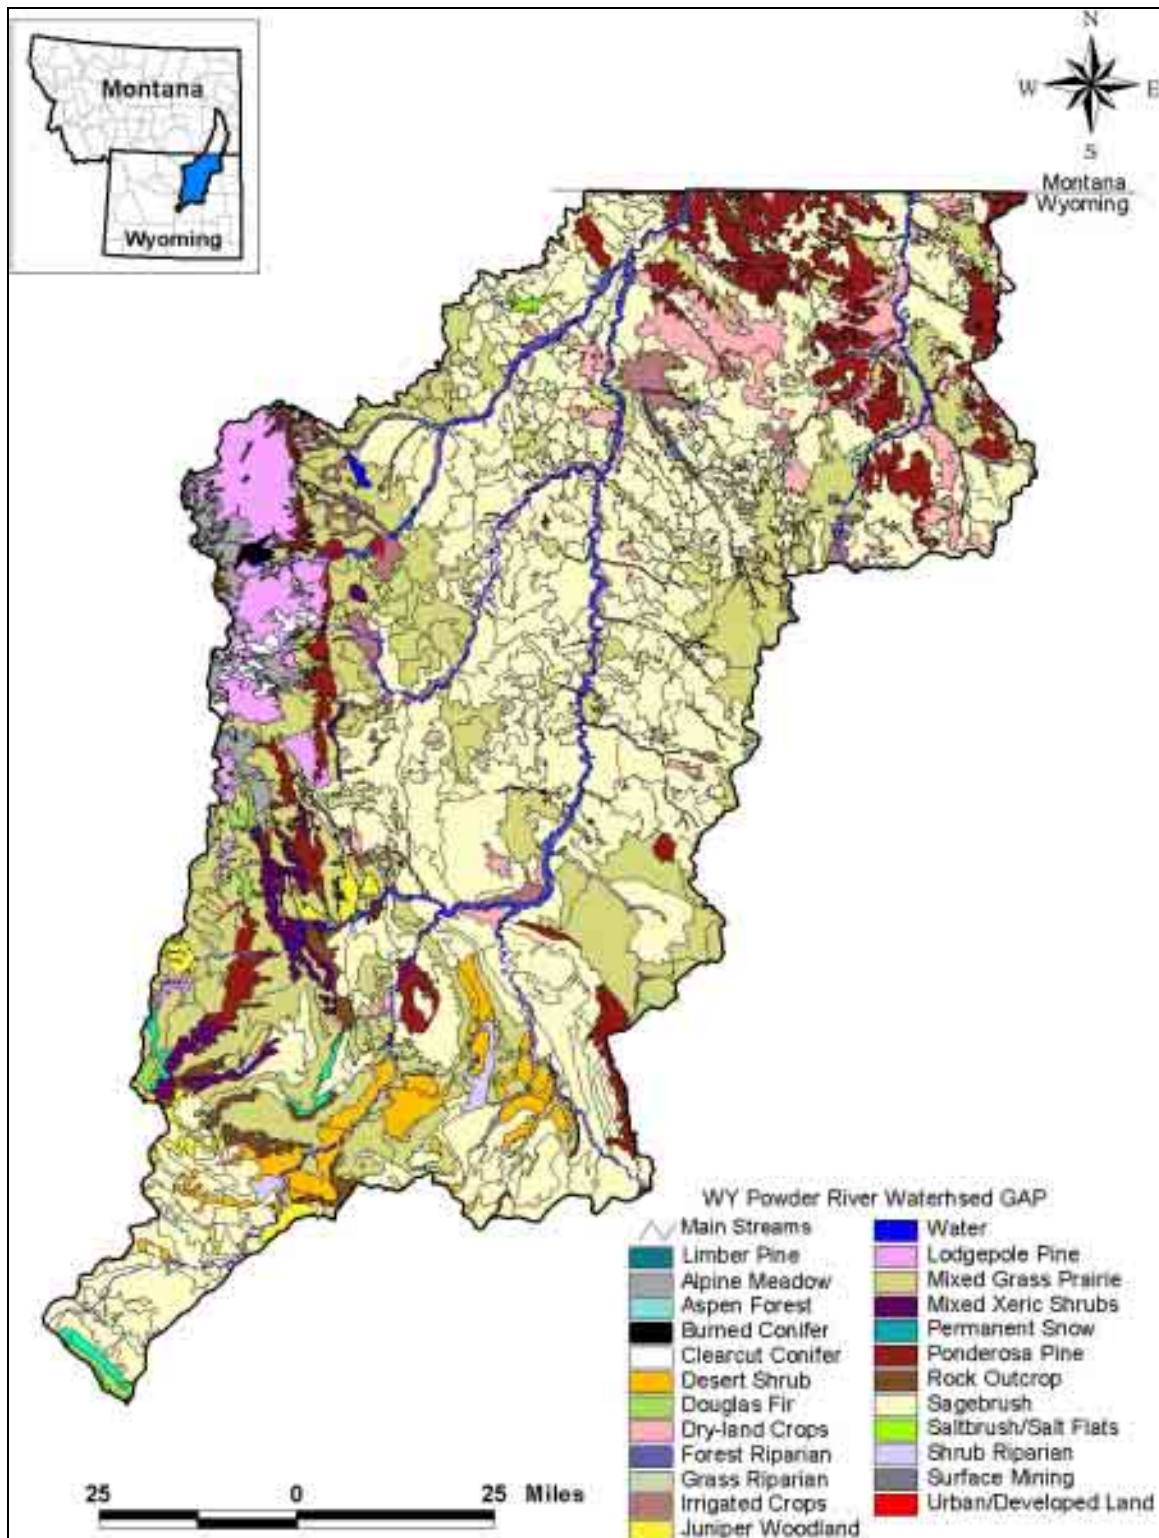 Montana
Wyoming
N
W E
S
Montana
Wyoming
WY Powder River Waterhsed GAP
Main Streams
Limber Pine
Alpine Meadow
Aspen Forest
Burned Conifer
Clearcut Conifer
Desert Shrub
Douglas Fir
Dry-land Crops
Forest Riparian
Grass Riparian
Irrigated Crops
Juniper Woodland
Water
Lodgepole Pine
Mixed Grass Prairie
Mixed Xeric Shrubs
Permanent Snow
Ponderosa Pine
Rock Outcrop
Sagebrush
Saltbrush/Salt Flats
Shrub Riparian
Surface Mining
Urban/Developed Land
25 0 25 Miles